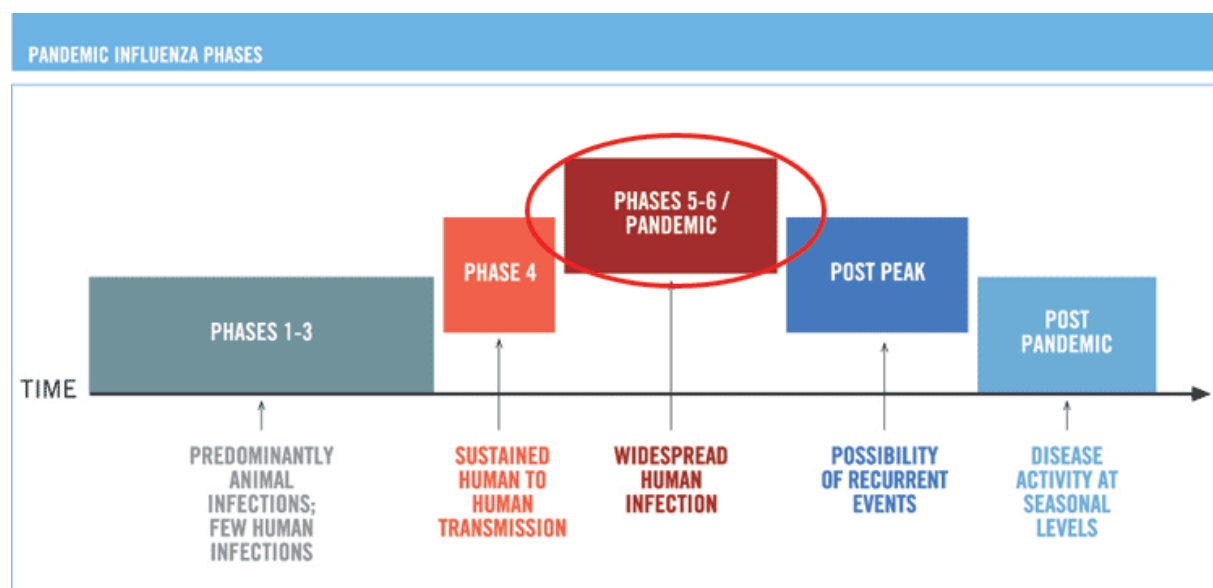 PANDEMIC INFLUENZA PHASES
PHASES 5-6 /
PANDEMIC
PHASE 4
POST PEAK
PHASES 1-3
POST
PANDEMIC
TIME
PREDOMINANTLY
ANIMAL
INFECTIONS;
FEW HUMAN
INFECTIONS
SUSTAINED
HUMAN TO
HUMAN
TRANSMISSION
WIDESPREAD
HUMAN
INFECTION
POSSIBILITY
OF RECURRENT
EVENTS
DISEASE
ACTIVITY AT
SEASONAL
LEVELS